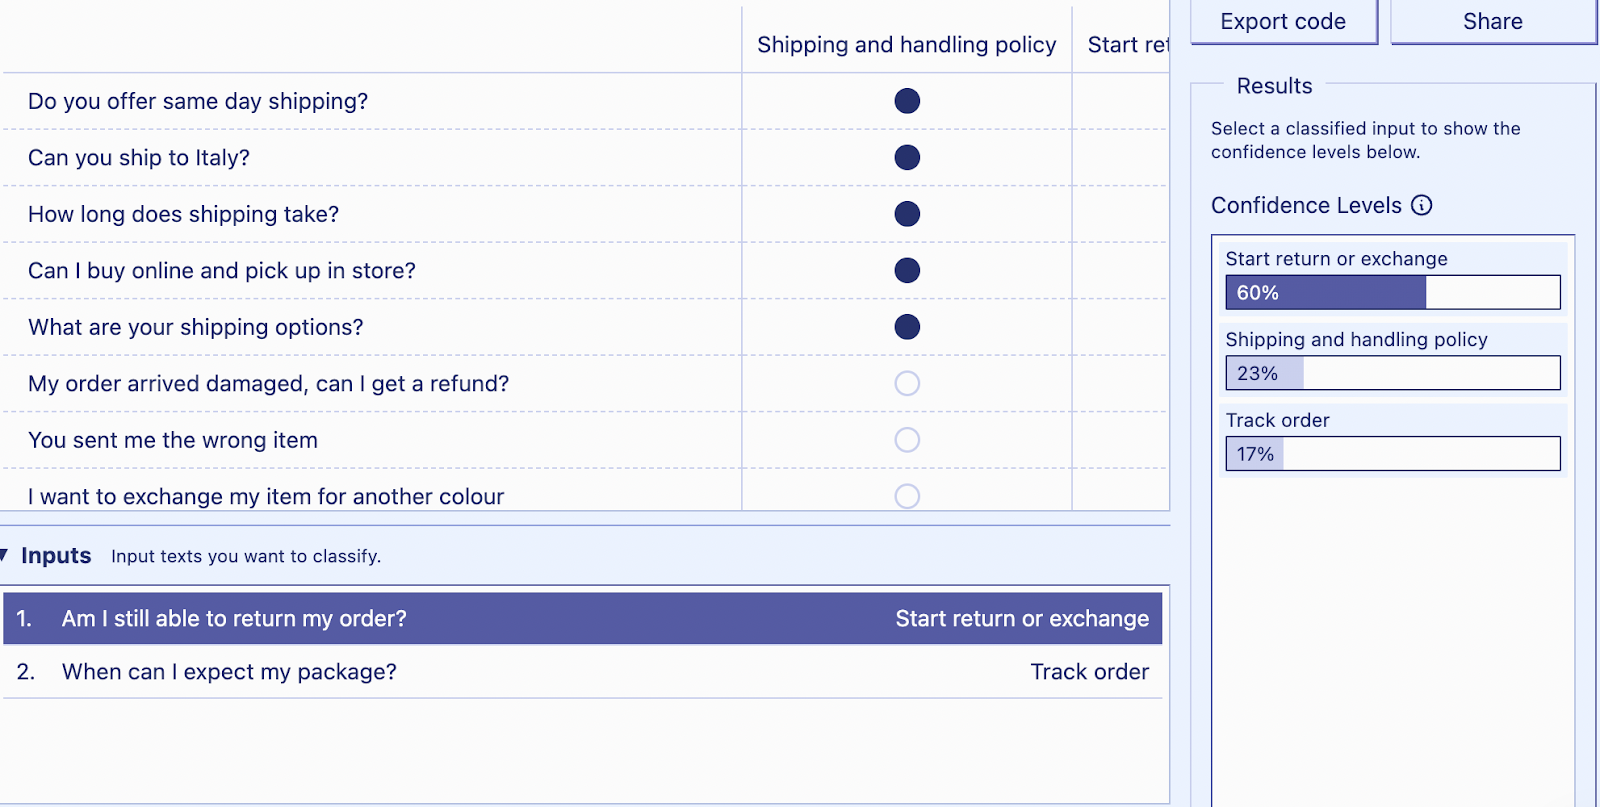 Shipping and handling policy
Start ret
Do you offer same day shipping?
Can you ship to Italy?
How long does shipping take?
Can I buy online and pick up in store?
What are your shipping options?
My order arrived damaged, can I get a refund?
You sent me the wrong item
I want to exchange my item for another colour
Inputs Input texts you want to classify.
1. Am I still able to return my order? Start return or exchange
2. When can I expect my package? Track order
Export code
Share
Results
Select a classified input to show the
confidence levels below.
Confidence Levels
Start return or exchange
60%
Shipping and handling policy
23%
Track order
17%